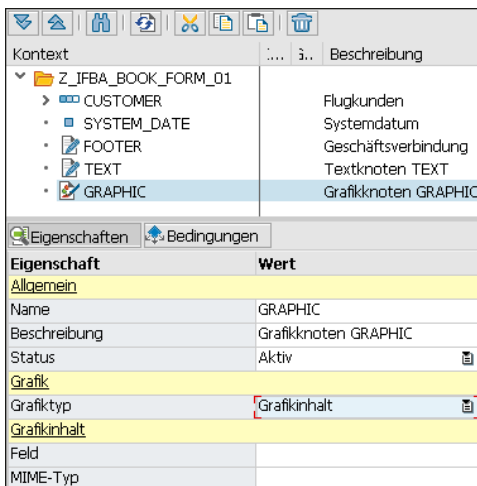 Kontext Beschreibung
Z_IFBA_BOOK_FORM_01
CUSTOMER Flugkunden
SYSTEM_DATE Systemdatum
FOOTER Geschäftsverbindung
TEXT Textknoten TEXT
GRAPHIC Grafikknoten GRAPHIC
Eigenschaften Bedingungen
Eigenschaft Wert
Allgemein
Name GRAPHIC
Beschreibung Grafikknoten GRAPHIC
Status Aktiv
Grafik
Grafiktyp Grafikinhalt
Grafikinhalt
Feld
MIME-Typ